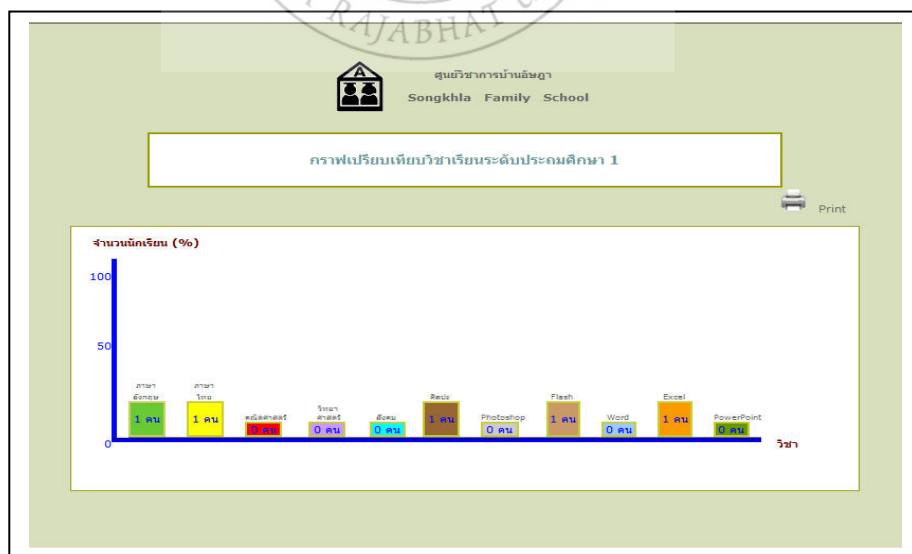 RAJABHAT
ศูนย์วิชาการบ้านอัษฎา
A
Songkhla Family School
กราฟเปรียบเทียบวิชาเรียนระดับประถมศึกษา 1
Print
จำนวนนักเรียน (%)
100
50
0
ภาษา
อังกฤษ
1 คน
ภาษา
ไทย
1 คน
คณิตศาสตร์
0 คน
วิทยา
ศาสตร์
0 คน
สังคม
0 คน
ศิลปะ
1 คน
Photoshop
0 คน
Flash
1 คน
Word
0 คน
Excel
1 คน
PowerPoint
0 คน
วิชา